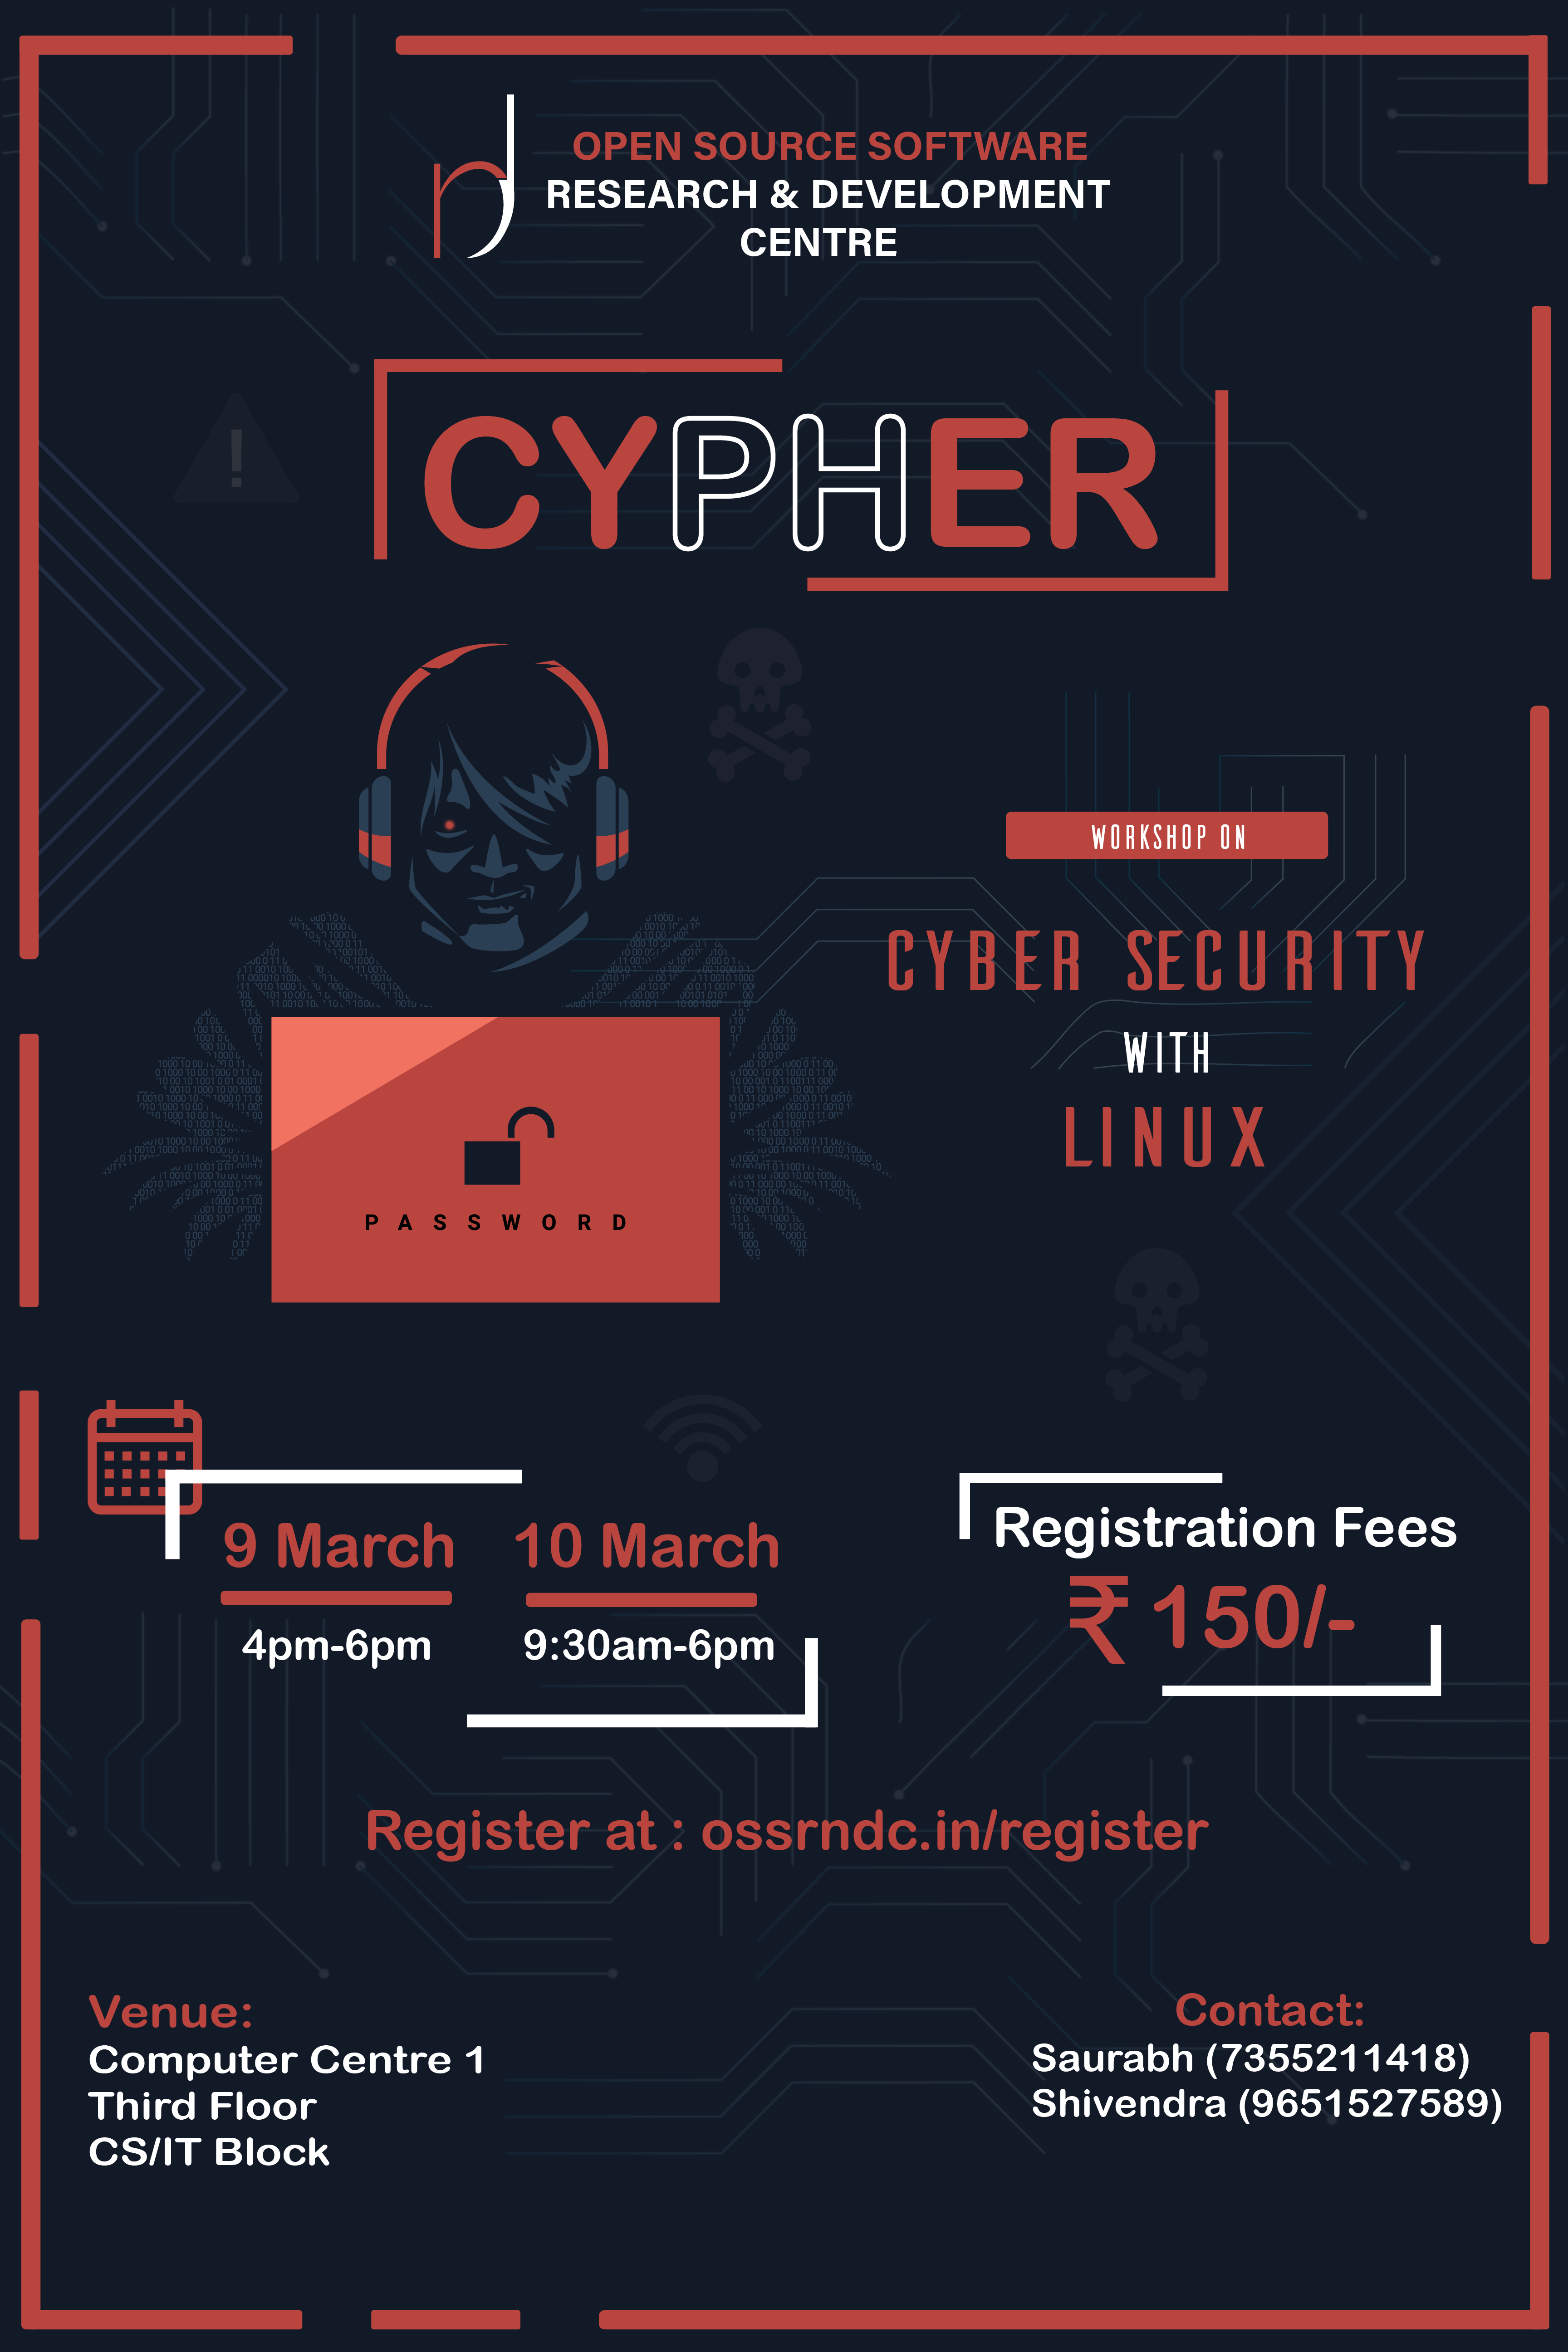 OPEN SOURCE SOFTWARE
RESEARCH & DEVELOPMENT
CENTRE
CYPHER
WORKSHOP ON
CYBER SECURITY
WITH
LINUX
PASSWORD
9 March
4pm-6pm
10 March
9:30am-6pm
Registration Fees
₹ 150/-
Register at : ossrndc.in/register
Venue:
Computer Centre 1
Third Floor
CS/IT Block
Contact:
Saurabh (7355211418)
Shivendra (9651527589)